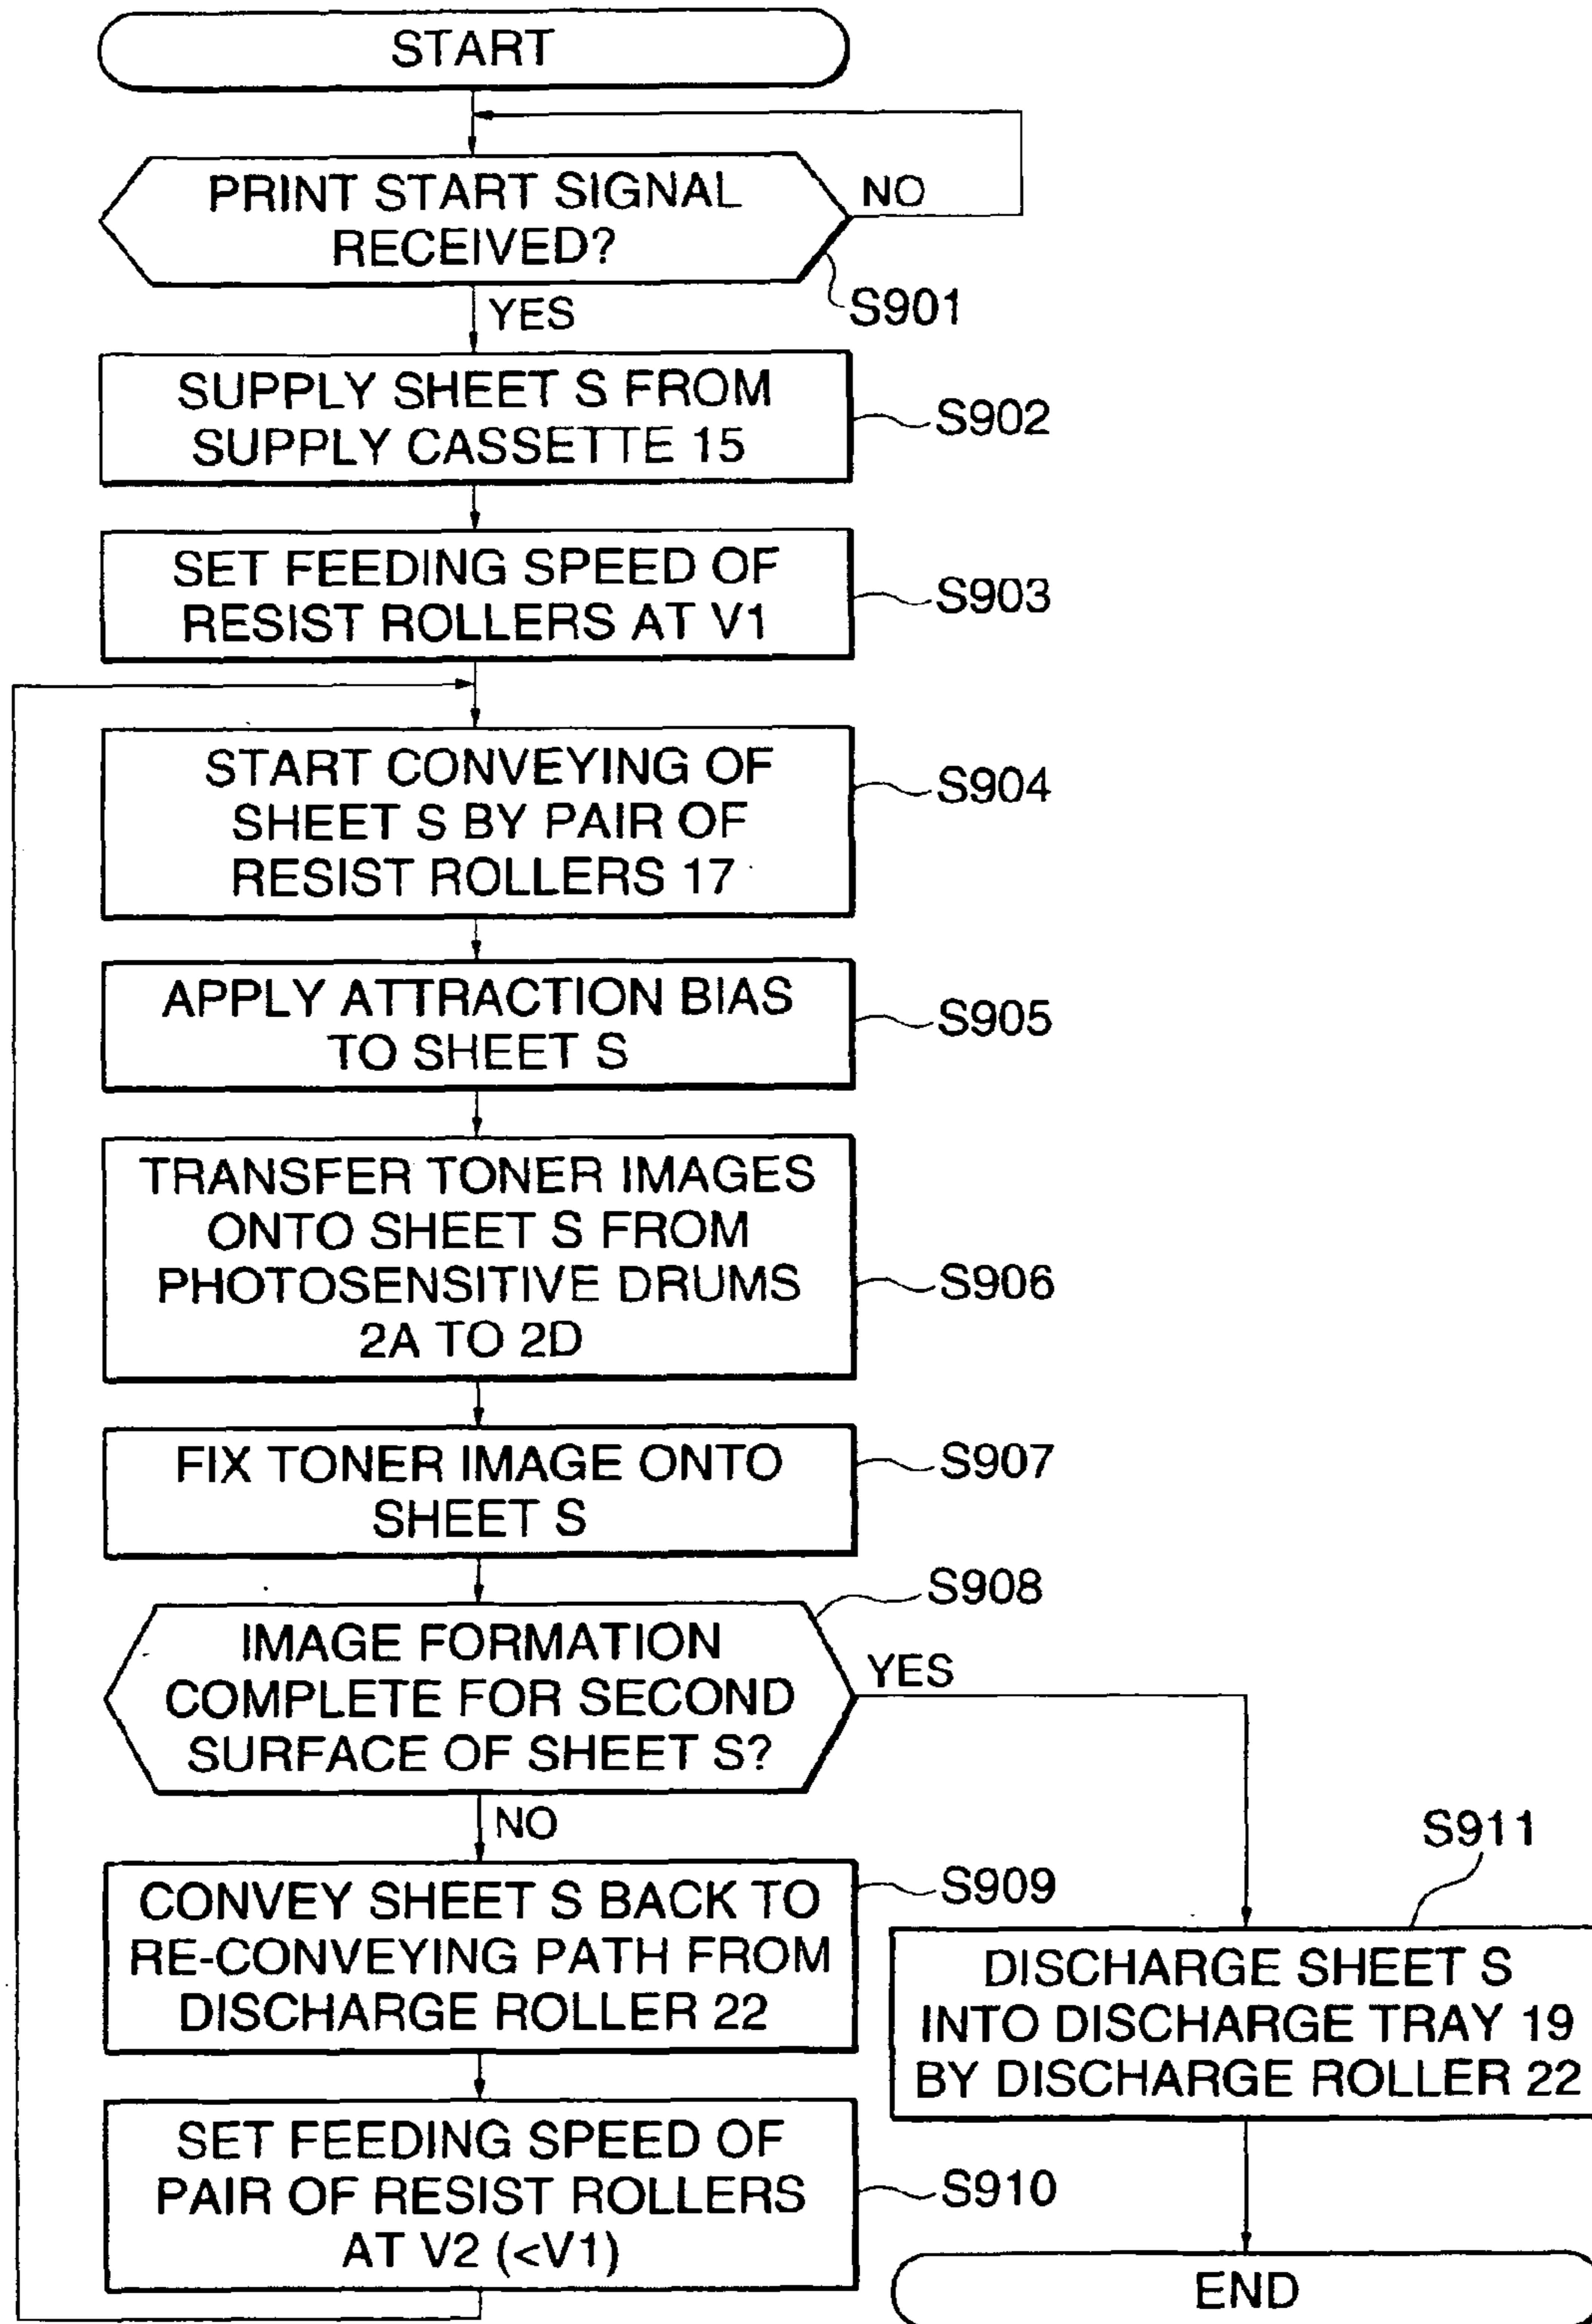 START
PRINT START SIGNAL
RECEIVED?
NO
S901
YES
SUPPLY SHEET S FROM
SUPPLY CASSETTE 15
S902
SET FEEDING SPEED OF
RESIST ROLLERS AT V1
S903
START CONVEYING OF
SHEET S BY PAIR OF
RESIST ROLLERS 17
S904
APPLY ATTRACTION BIAS
TO SHEET S
S905
TRANSFER TONER IMAGES
ONTO SHEET S FROM
PHOTOSENSITIVE DRUMS
2A TO 2D
S906
FIX TONER IMAGE ONTO
SHEET S
S907
IMAGE FORMATION
COMPLETE FOR SECOND
SURFACE OF SHEET S?
S908
YES
NO
CONVEY SHEET S BACK TO
RE-CONVEYING PATH FROM
DISCHARGE ROLLER 22
S909
SET FEEDING SPEED OF
PAIR OF RESIST ROLLERS
AT V2 (<V1)
S910
S911
DISCHARGE SHEET S
INTO DISCHARGE TRAY 19
BY DISCHARGE ROLLER 22
END